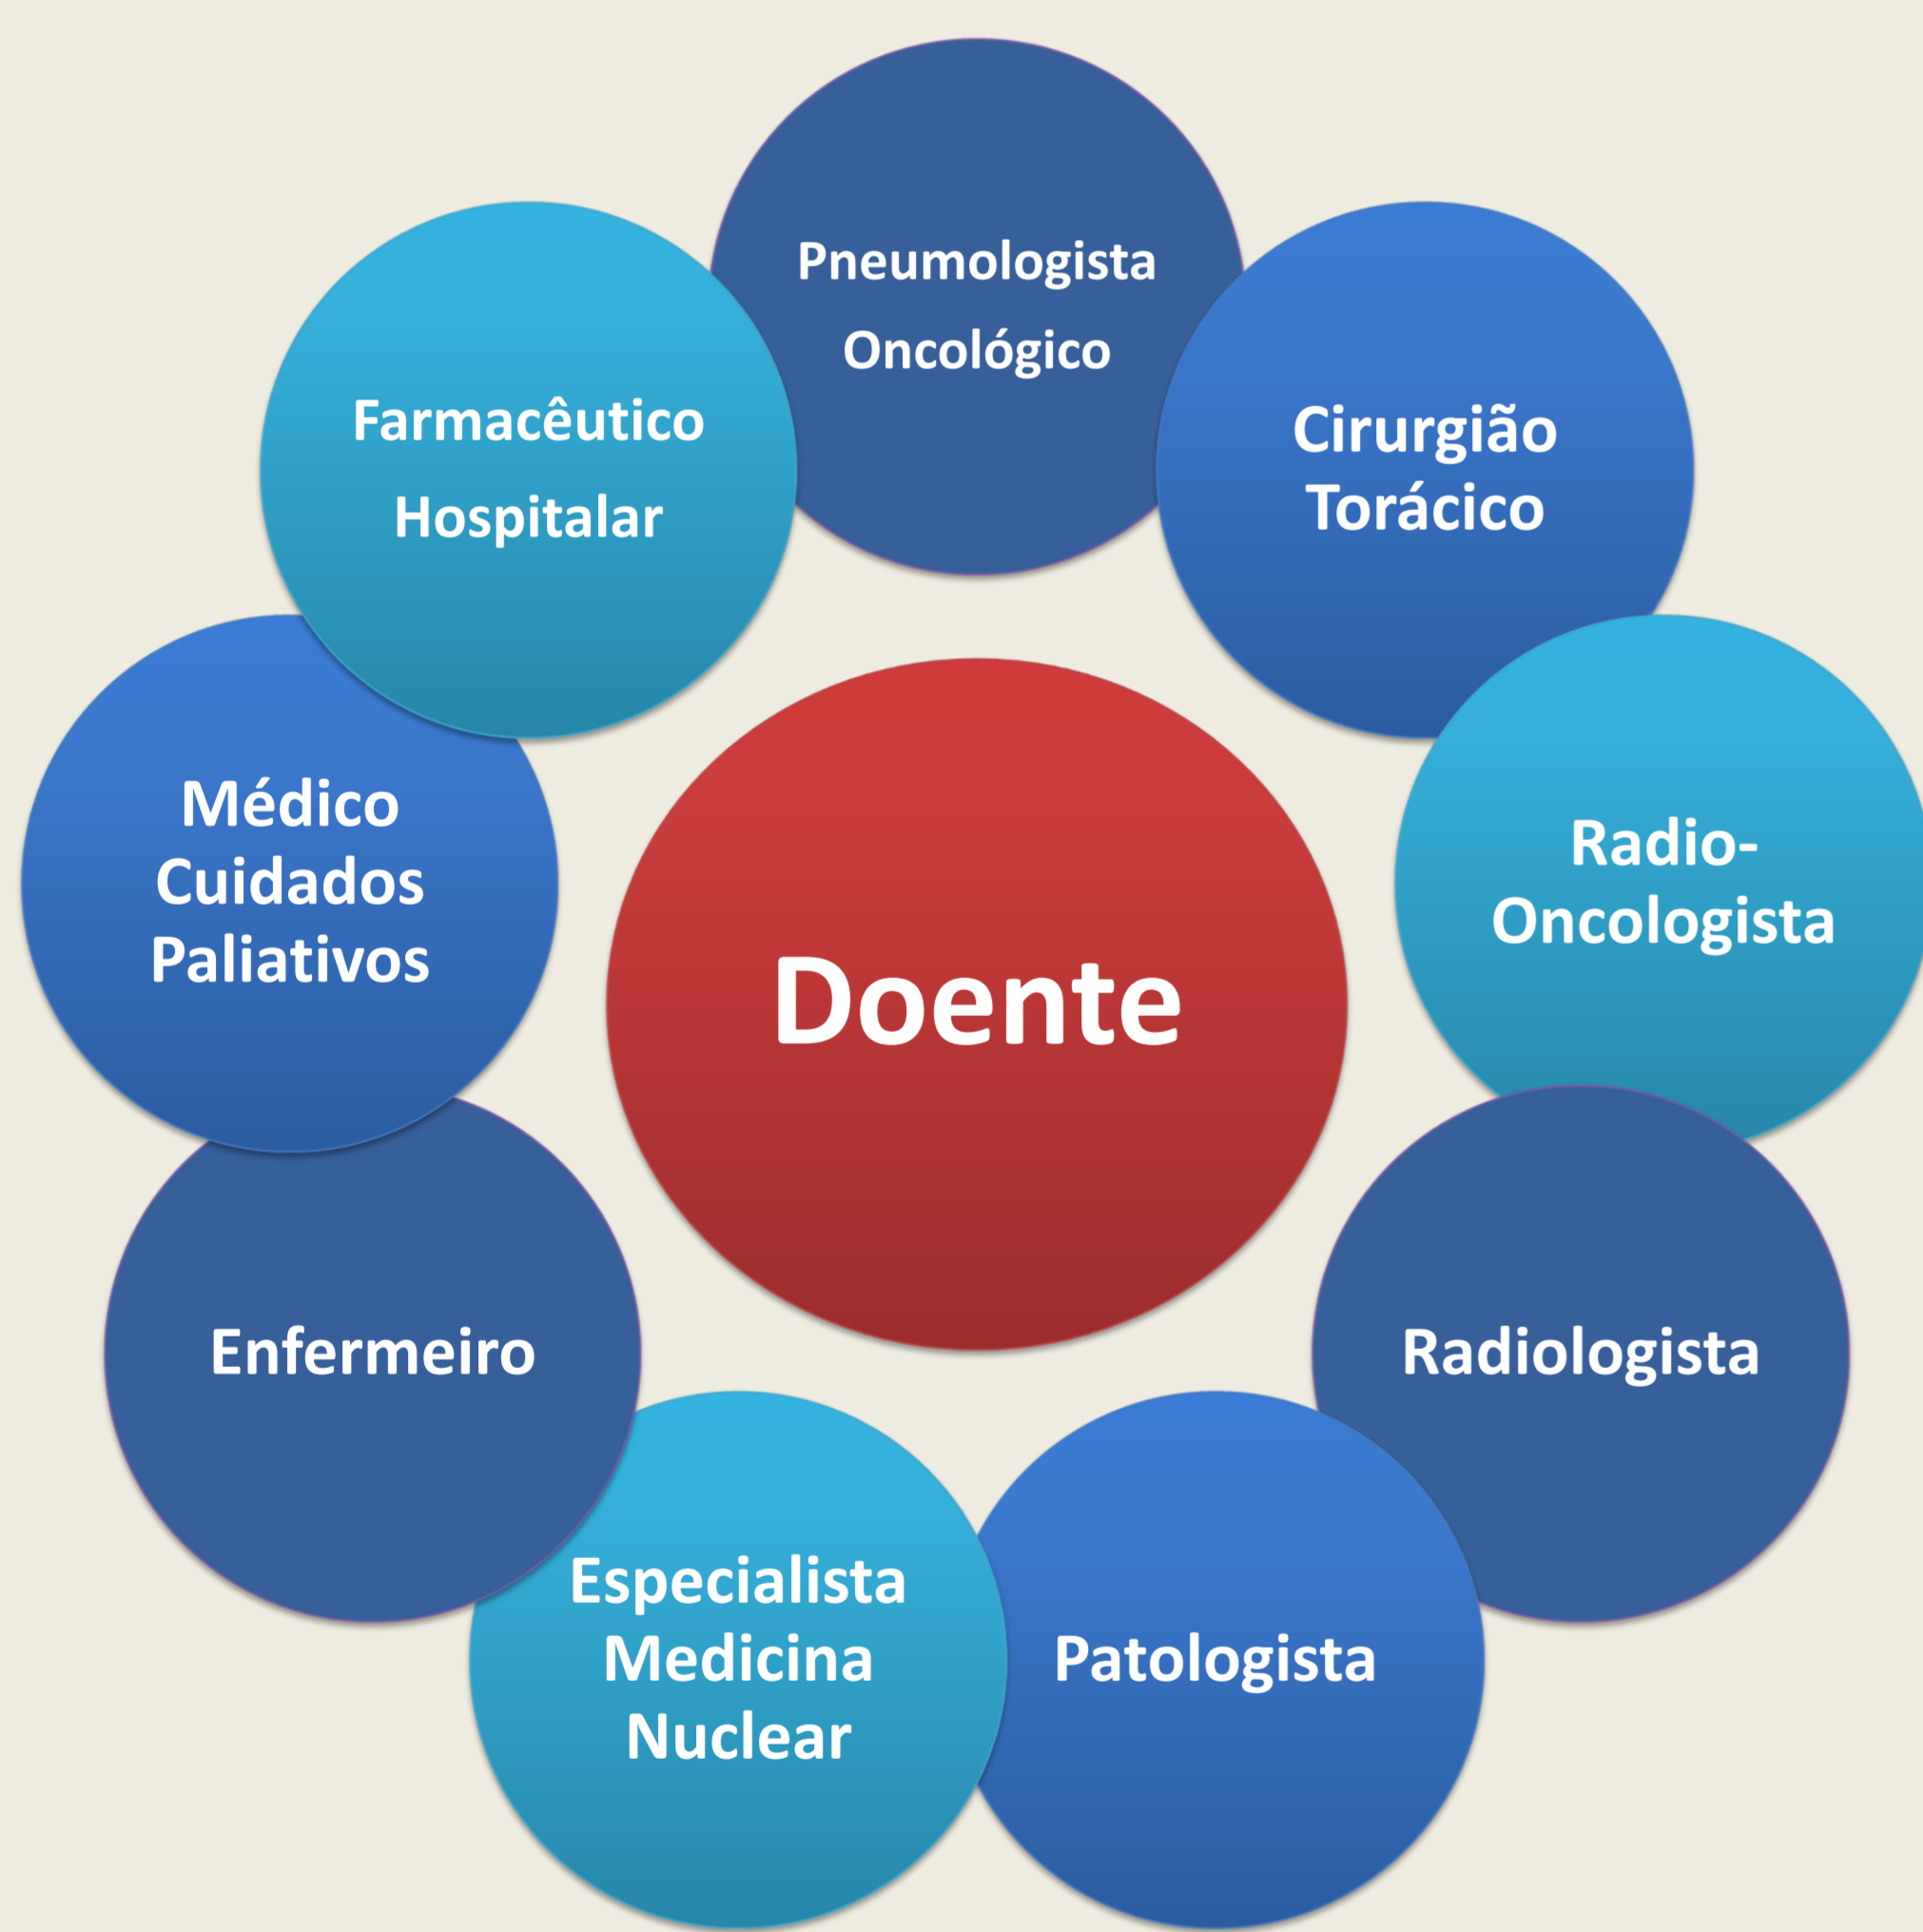 Pneumologista
Oncológico
Cirurgião
Torácico
Radio-
Oncologista
Radiologista
Patologista
Especialista
Medicina
Nuclear
Enfermeiro
Médico
Cuidados
Paliativos
Farmacêutico
Hospitalar
Doente